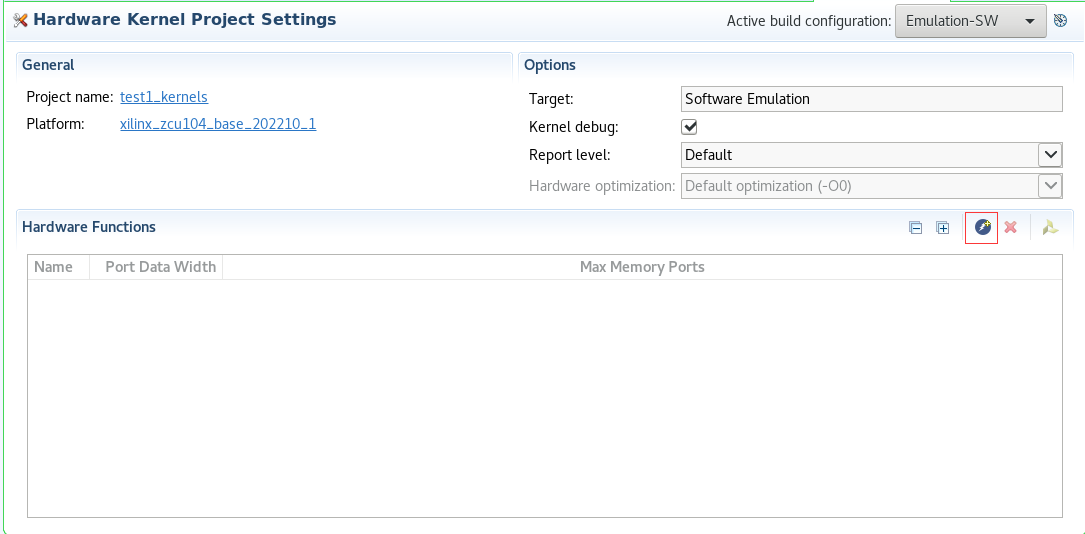 Hardware Kernel Project Settings
Active build configuration: Emulation-SW
General
Project name: test1_kernels
Platform: xilinx_zcu104_base_202210_1
Options
Target: Software Emulation
Kernel debug:
Report level: Default
Hardware optimization: Default optimization (-O0)
Hardware Functions
Name Port Data Width Max Memory Ports